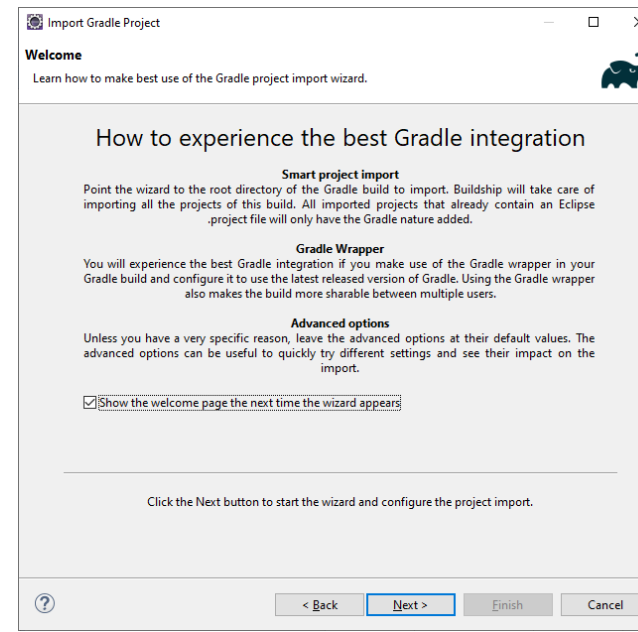 Import Gradle Project
Welcome
Learn how to make best use of the Gradle project import wizard.
How to experience the best Gradle integration
Smart project import
Point the wizard to the root directory of the Gradle build to import. Buildship will take care of
importing all the projects of this build. All imported projects that already contain an Eclipse
.project file will only have the Gradle nature added.
Gradle Wrapper
You will experience the best Gradle integration if you make use of the Gradle wrapper in your
Gradle build and configure it to use the latest released version of Gradle. Using the Gradle wrapper
also makes the build more sharable between multiple users.
Advanced options
Unless you have a very specific reason, leave the advanced options at their default values. The
advanced options can be useful to quickly try different settings and see their impact on the
import.
Show the welcome page the next time the wizard appears
Click the Next button to start the wizard and configure the project import.
? < Back Next > Finish Cancel